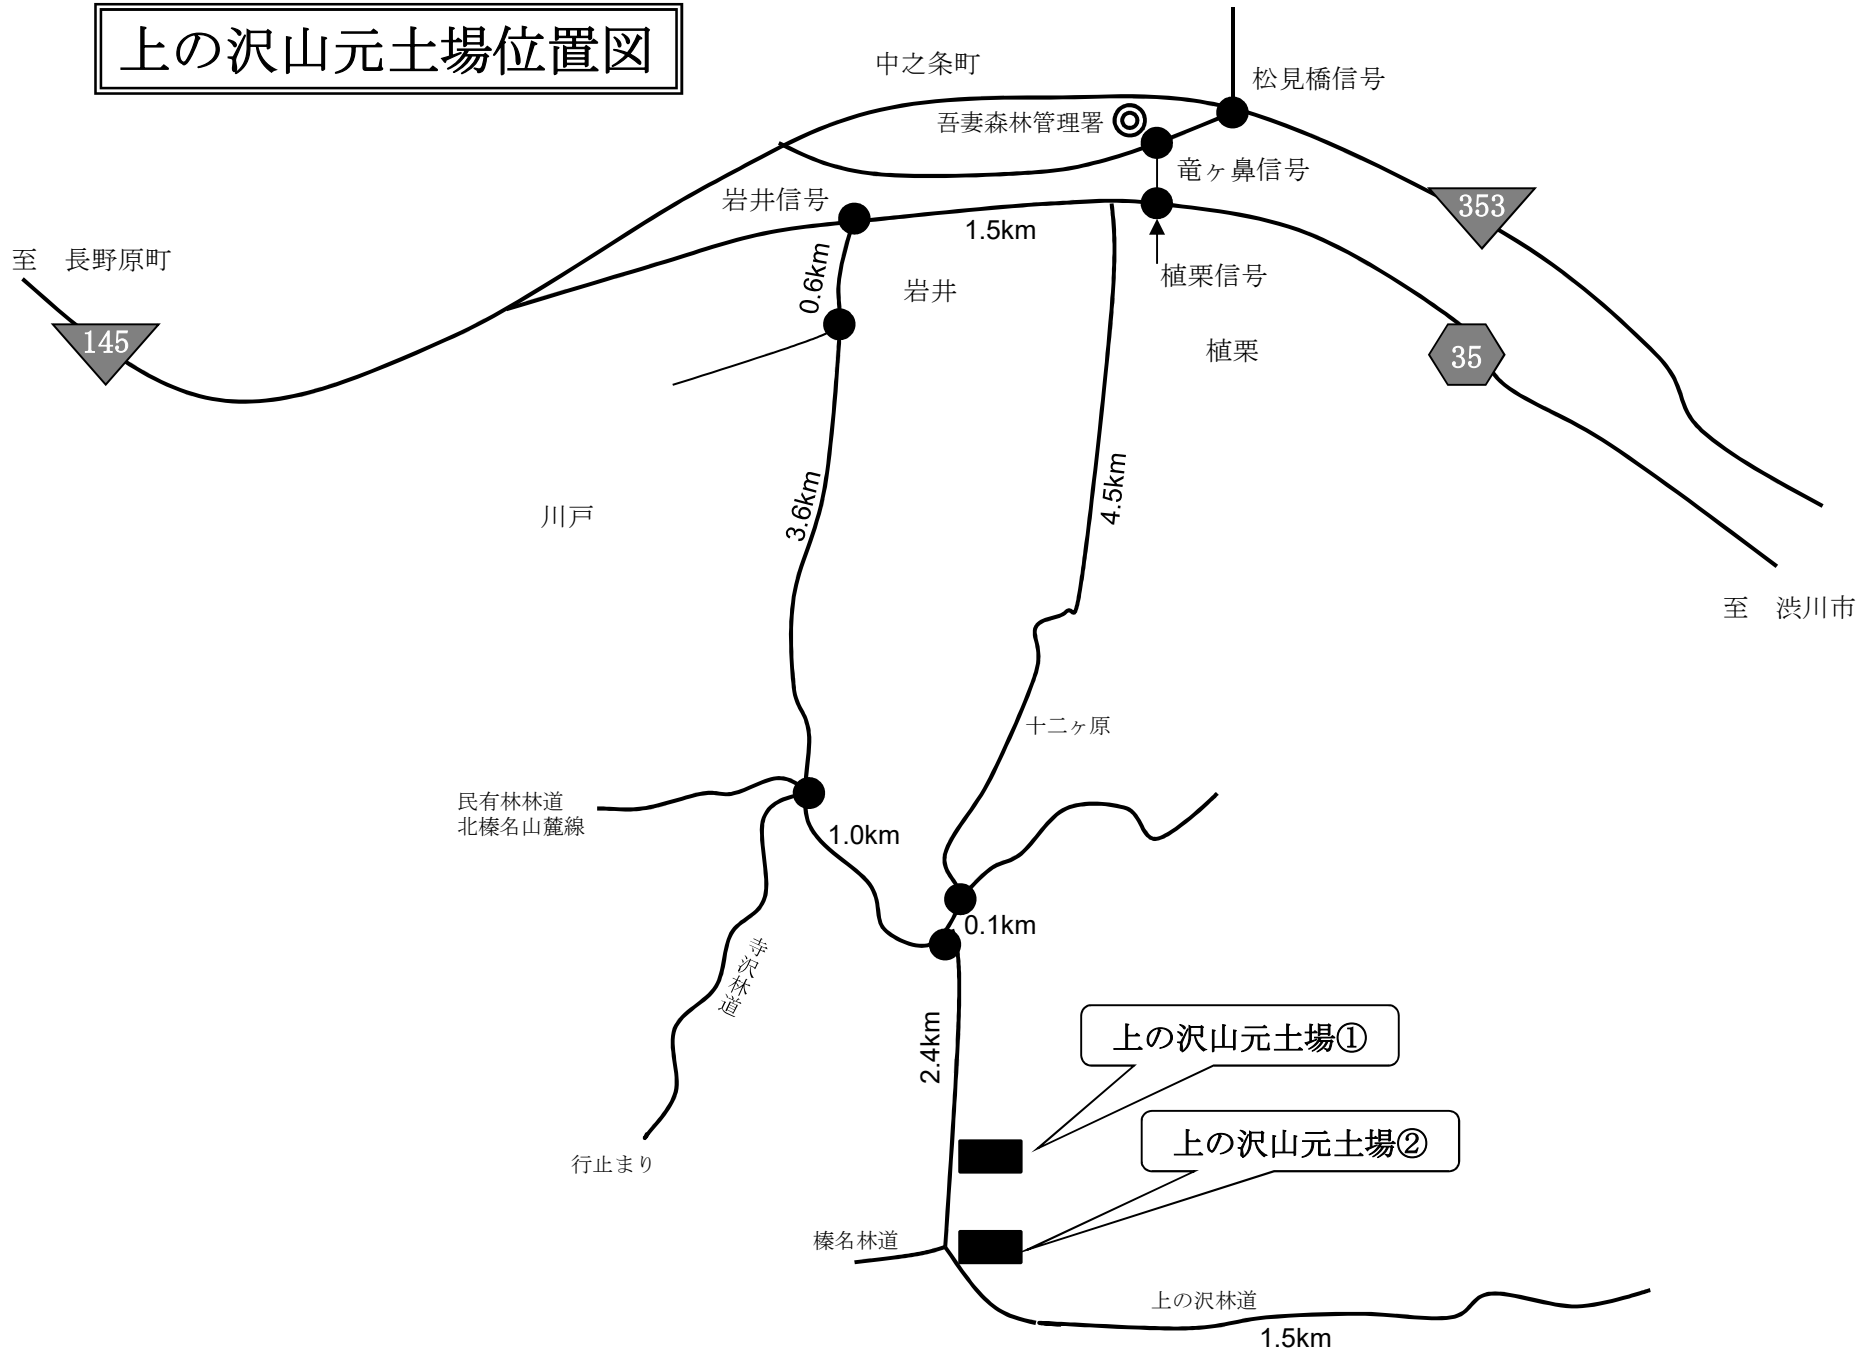 上の沢山元土場位置図
中之条町
松見橋信号
吾妻森林管理署
竜ヶ鼻信号
岩井信号
353
1.5km
至　長野原町
0.6km
岩井
植栗信号
145
植栗
35
3.6km
4.5km
川戸
至　渋川市
十二ヶ原
民有林林道
北榛名山麓線
1.0km
0.1km
寺沢林道
2.4km
上の沢山元土場①
上の沢山元土場②
行止まり
榛名林道
上の沢林道
1.5km